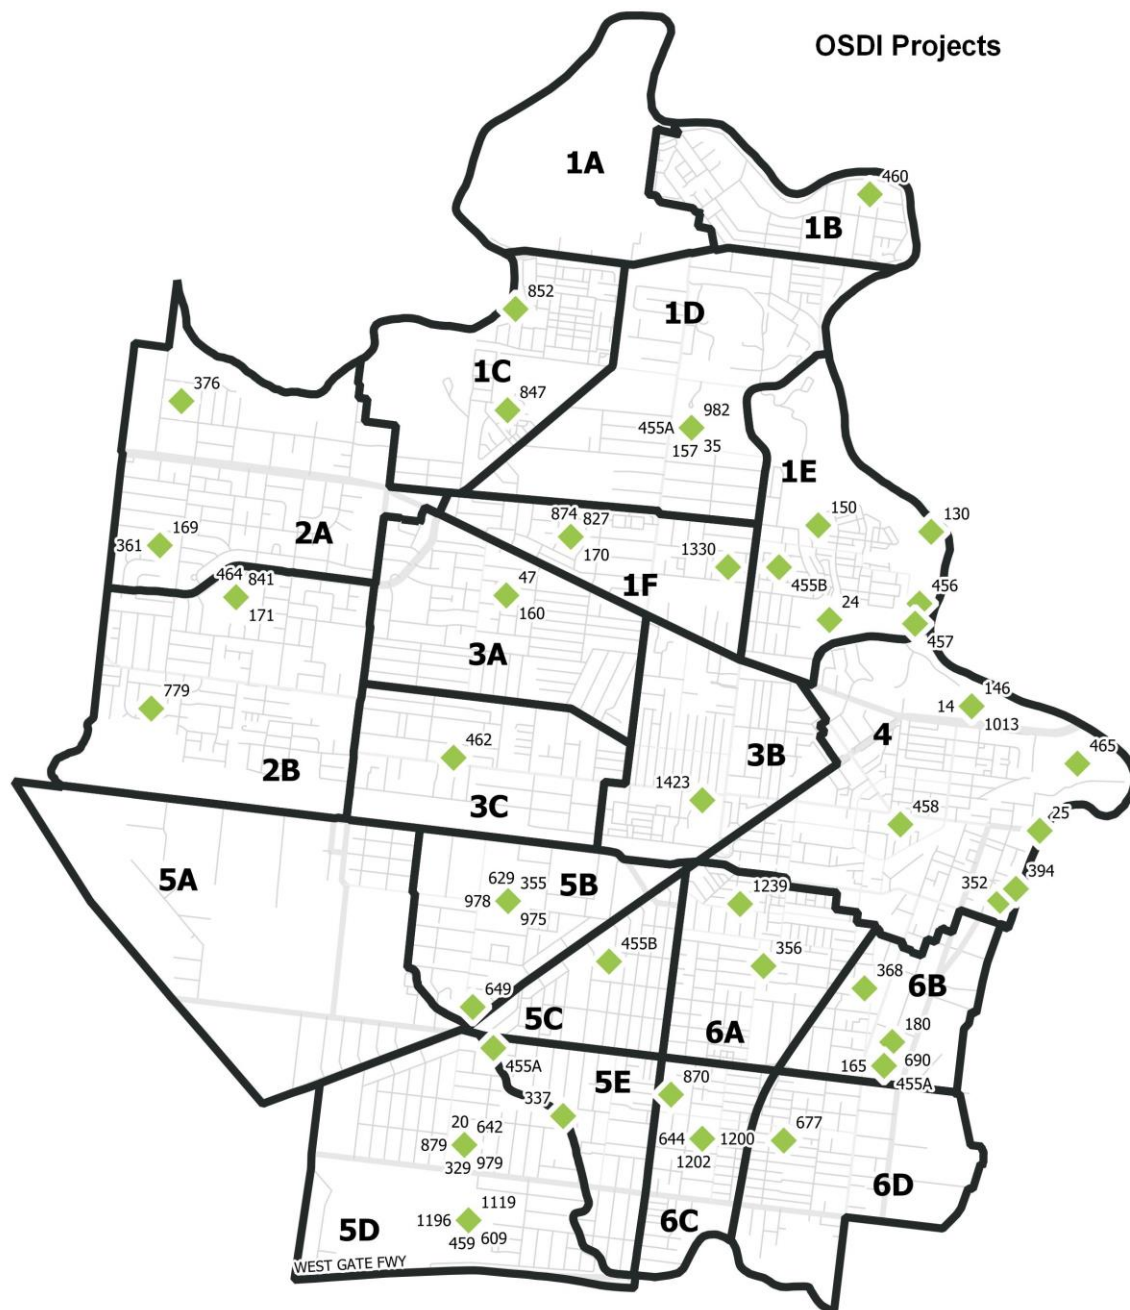 OSDI Projects
1A
460
1B
852
1D
1C
376
847
982
455A
157 35
1E
150
130
874 827
2A
169
361
170
1330
1F
455B
464 841
47
456
171
160
24
457
3A
146
14
1013
779
4
465
462
3B
2B
1423
3C
458
25
5A
629 355
5B
394
978
975
1239
352
455B
356
368
6B
649
5C
6A
180
690
165
455A
455A
5E
870
337
20 642
879
329 979
644 1200
1202
677
6D
1119
1196
459 609
5D
6C
WEST GATE FWY